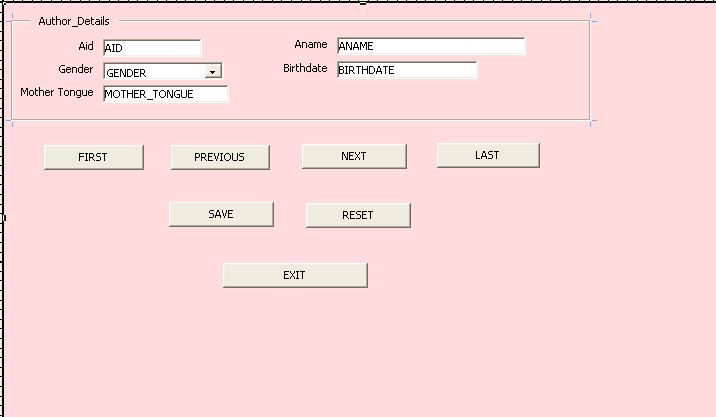 Author_Details
Aid AID Aname ANAME
Gender GENDER Birthdate BIRTHDATE
Mother Tongue MOTHER_TONGUE
FIRST PREVIOUS NEXT LAST
SAVE RESET
EXIT